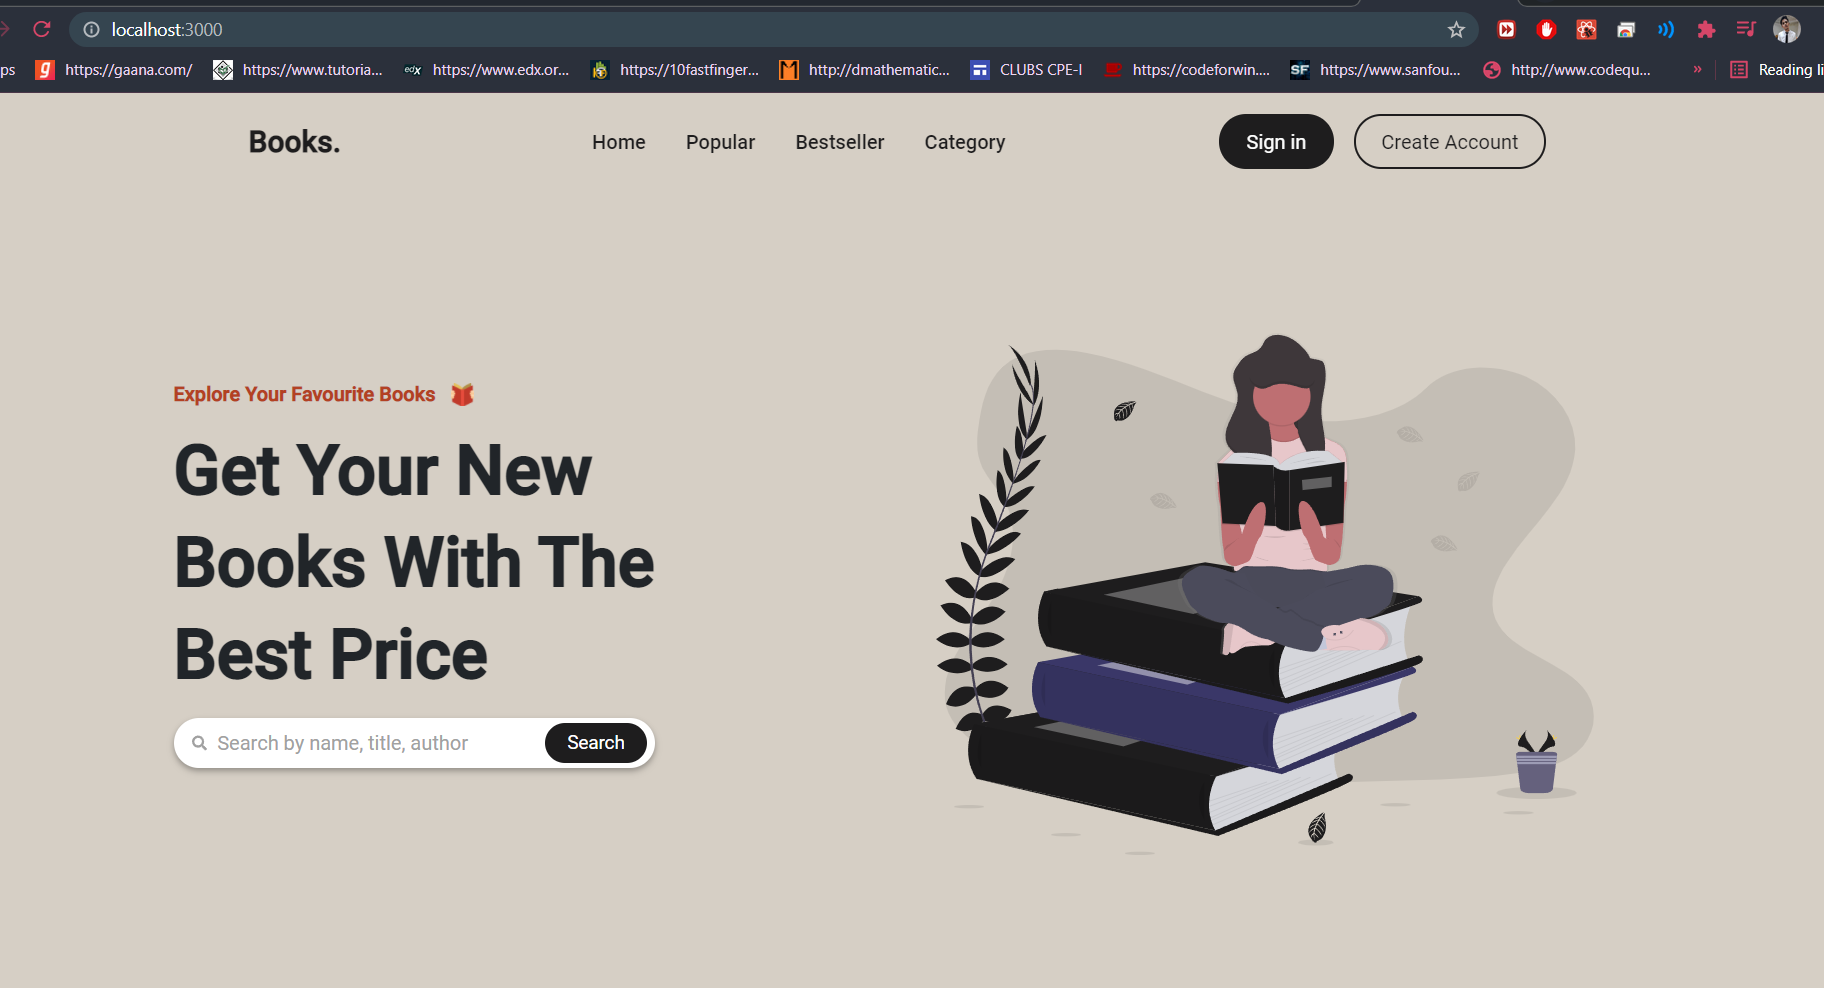 localhost:3000
ps https://gaana.com/ https://www.tutoria... edX https://www.edx.or... https://10fastfinger... M http://dmathematic... CLUBS CPE-I https://codeforwin.... SF https://www.sanfou... http://www.codequ... » Reading li
Books. Home Popular Bestseller Category Sign in Create Account
Explore Your Favourite Books
Get Your New
Books With The
Best Price
Search by name, title, author Search